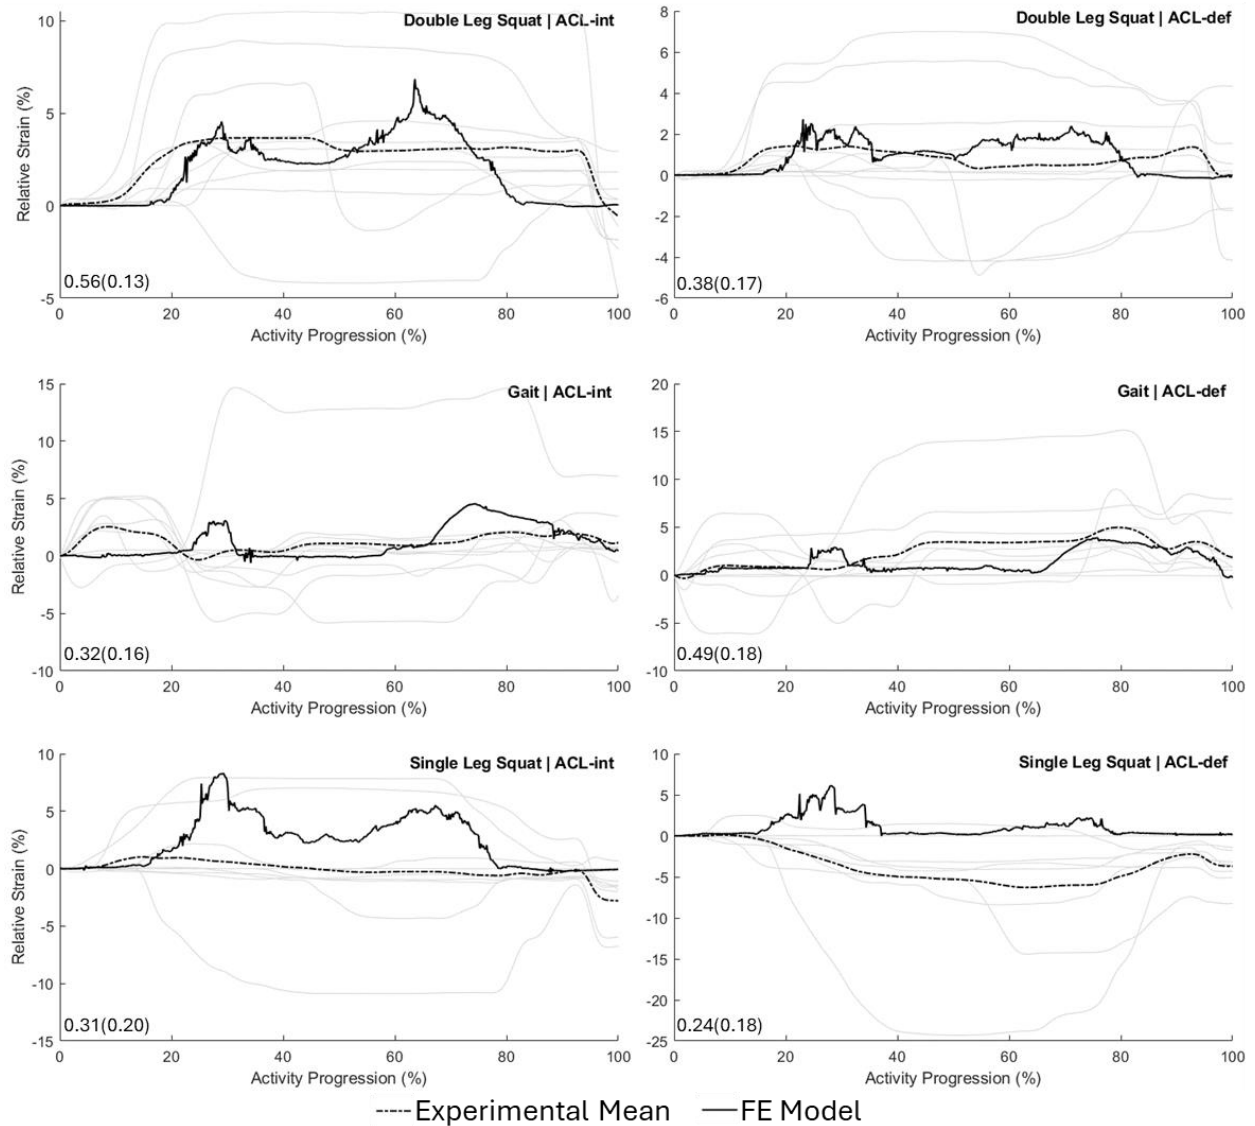 Double Leg Squat | ACL-int
Relative Strain (%)
10
5
0
-5
0.56(0.13)
0 20 40 60 80 100
Activity Progression (%)
Double Leg Squat | ACL-def
8
6
4
2
0
-2
-4
-6
0.38(0.17)
0 20 40 60 80 100
Activity Progression (%)
Gait | ACL-int
Relative Strain (%)
15
10
5
0
-5
-10
0.32(0.16)
0 20 40 60 80 100
Activity Progression (%)
Gait | ACL-def
20
15
10
5
0
-5
-10
0.49(0.18)
0 20 40 60 80 100
Activity Progression (%)
Single Leg Squat | ACL-int
Relative Strain (%)
10
5
0
-5
-10
-15
0.31(0.20)
0 20 40 60 80 100
Activity Progression (%)
Single Leg Squat | ACL-def
10
5
0
-5
-10
-15
-20
-25
0.24(0.18)
0 20 40 60 80 100
Activity Progression (%)
Experimental Mean FE Model